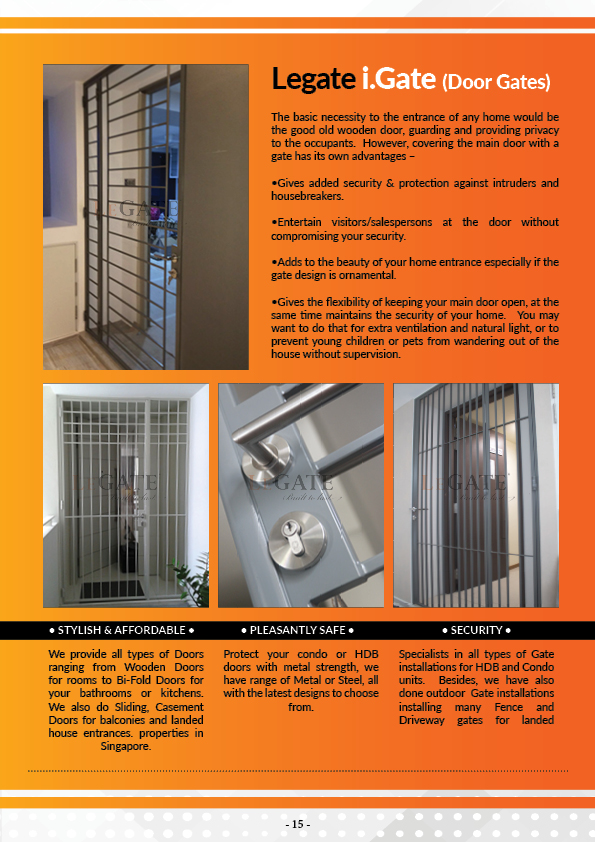 Legate i.Gate (Door Gates)
The basic necessity to the entrance of any home would be
the good old wooden door, guarding and providing privacy
to the occupants. However, covering the main door with a
gate has its own advantages –
•Gives added security & protection against intruders and
housebreakers.
•Entertain visitors/salespersons at the door without
compromising your security.
•Adds to the beauty of your home entrance especially if the
gate design is ornamental.
•Gives the flexibility of keeping your main door open, at the
same time maintains the security of your home. You may
want to do that for extra ventilation and natural light, or to
prevent young children or pets from wandering out of the
house without supervision.
GATE
GATE
Built to last
GATE
Built to last
GATE
Built to last
• STYLISH & AFFORDABLE •
We provide all types of Doors
ranging from Wooden Doors
for rooms to Bi-Fold Doors for
your bathrooms or kitchens.
We also do Sliding, Casement
Doors for balconies and landed
house entrances. properties in
Singapore.
• PLEASANTLY SAFE •
Protect your condo or HDB
doors with metal strength, we
have range of Metal or Steel, all
with the latest designs to choose
from.
• SECURITY •
Specialists in all types of Gate
installations for HDB and Condo
units. Besides, we have also
done outdoor Gate installations
installing many Fence and
Driveway gates for landed
- 15 -